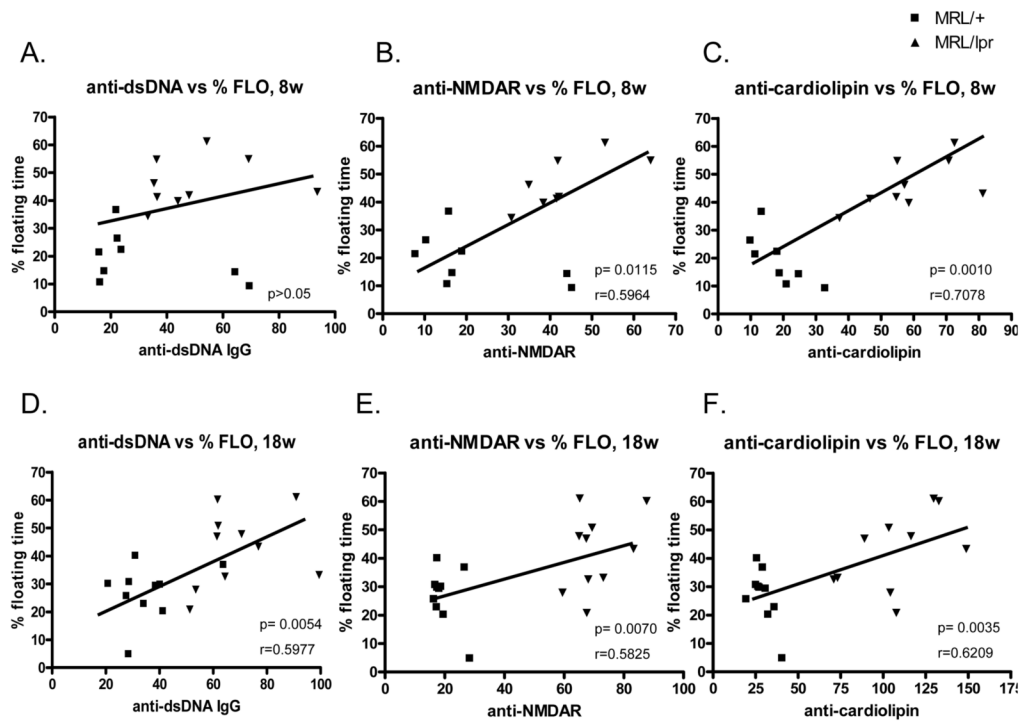 MRL/+
MRL/lpr
A.
anti-dsDNA vs % FLO, 8w
% floating time
70
60
50
40
30
20
10
0
0 20 40 60 80 100
anti-dsDNA IgG
p>0.05
B.
anti-NMDAR vs % FLO, 8w
% floating time
70
60
50
40
30
20
10
0
0 10 20 30 40 50 60 70
anti-NMDAR
p= 0.0115
r=0.5964
C.
anti-cardiolipin vs % FLO, 8w
% floating time
70
60
50
40
30
20
10
0
0 10 20 30 40 50 60 70 80 90
anti-cardiolipin
p= 0.0010
r=0.7078
D.
anti-dsDNA vs % FLO, 18w
% floating time
70
60
50
40
30
20
10
0
0 20 40 60 80 100
anti-dsDNA IgG
p= 0.0054
r=0.5977
E.
anti-NMDAR vs % FLO, 18w
% floating time
70
60
50
40
30
20
10
0
0 20 40 60 80 100
anti-NMDAR
p= 0.0070
r=0.5825
F.
anti-cardiolipin vs % FLO, 18w
% floating time
70
60
50
40
30
20
10
0
0 25 50 75 100 125 150 175
anti-cardiolipin
p= 0.0035
r=0.6209